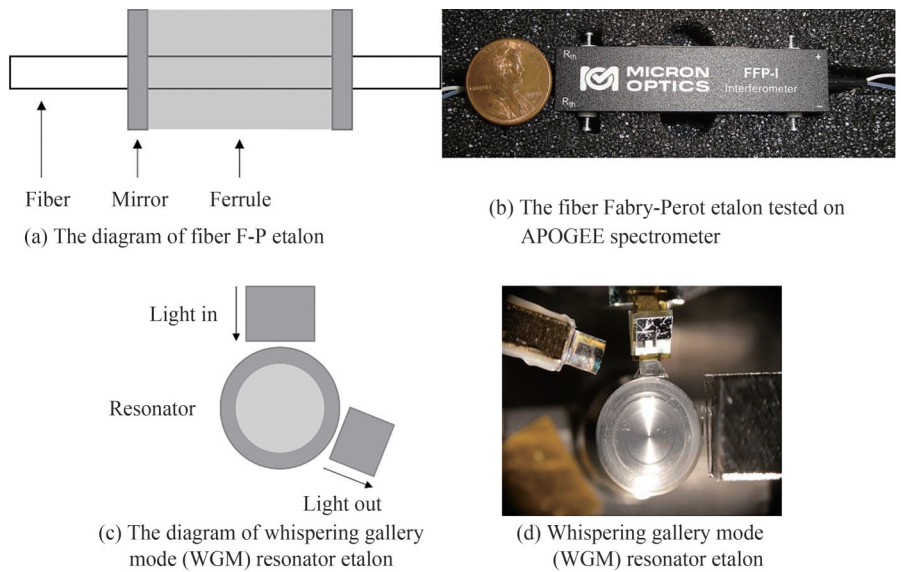 Fiber
Mirror
Ferrule
(a) The diagram of fiber F-P etalon
R_th
+
MICRON
OPTICS
FFP-I
Interferometer
R_th
−
(b) The fiber Fabry-Perot etalon tested on
APOGEE spectrometer
Light in
Resonator
Light out
(c) The diagram of whispering gallery
mode (WGM) resonator etalon
(d) Whispering gallery mode
(WGM) resonator etalon